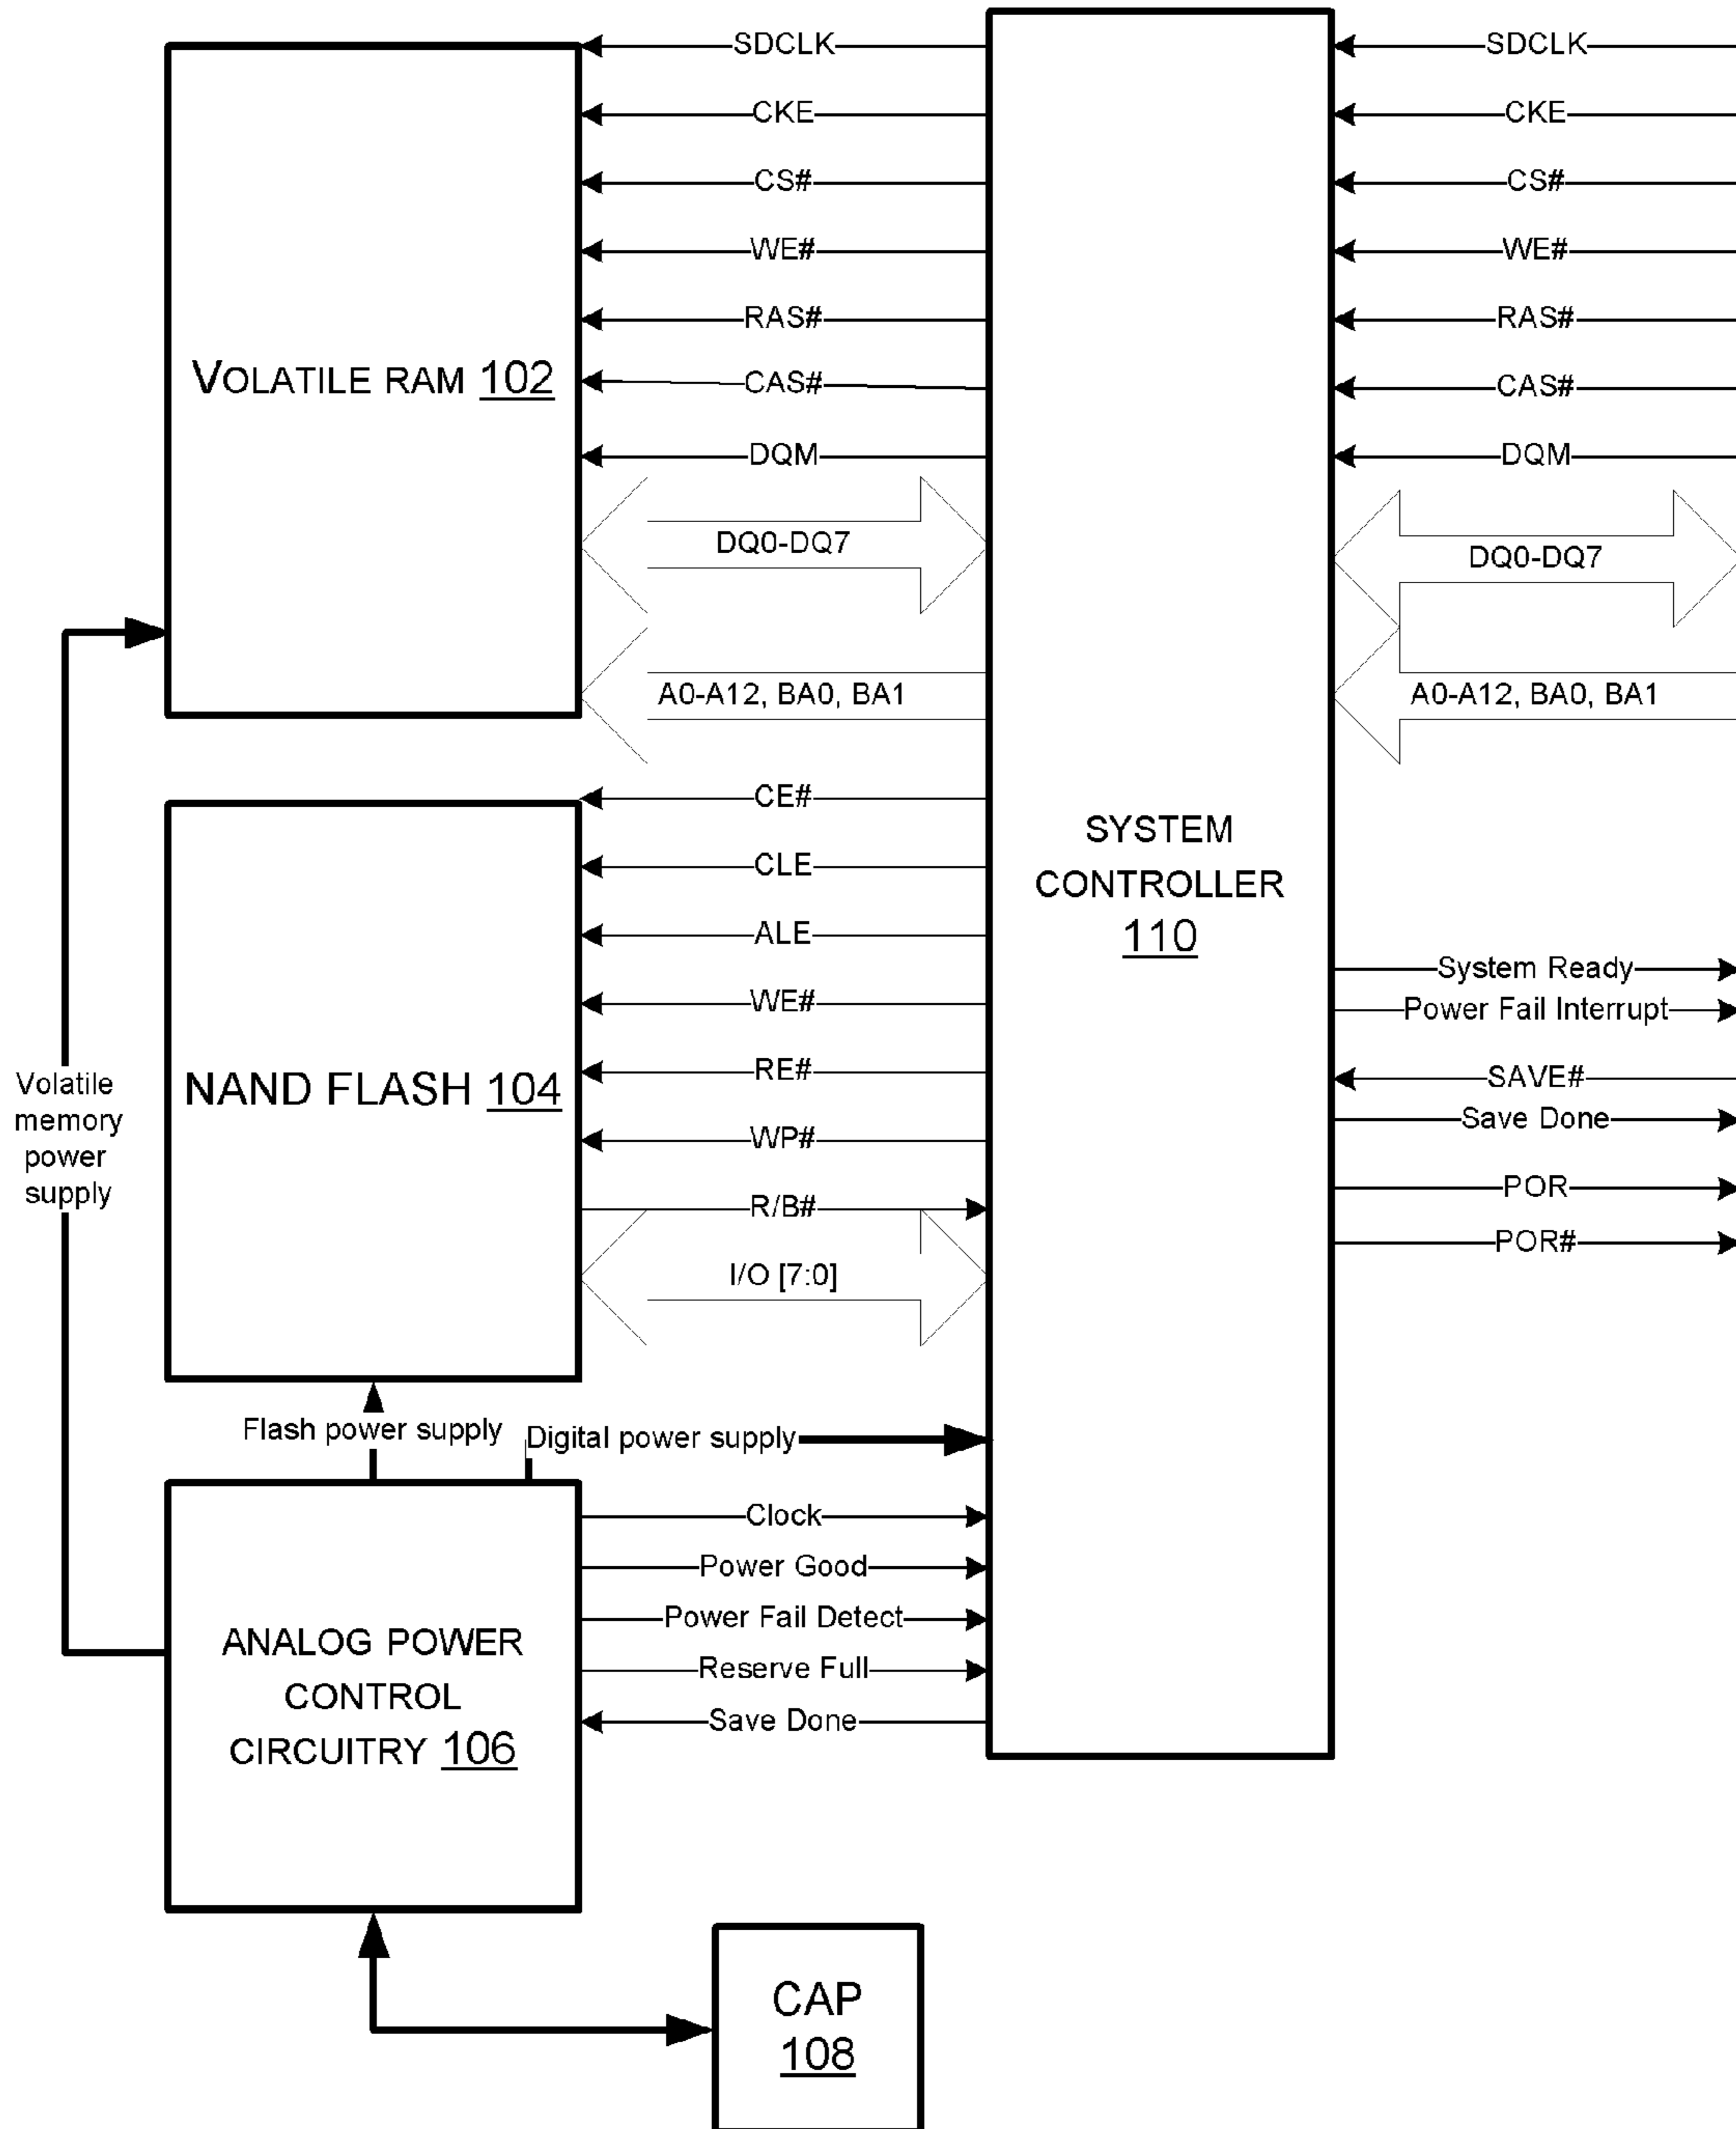 SDCLK
CKE
CS#
WE#
RAS#
CAS#
DQM
DQ0-DQ7
A0-A12, BA0, BA1
VOLATILE RAM 102
SDCLK
CKE
CS#
WE#
RAS#
CAS#
DQM
DQ0-DQ7
A0-A12, BA0, BA1
SYSTEM
CONTROLLER
110
CE#
CLE
ALE
WE#
RE#
WP#
R/B#
I/O [7:0]
NAND FLASH 104
System Ready
Power Fail Interrupt
SAVE#
Save Done
POR
POR#
Volatile
memory
power
supply
Flash power supply
Digital power supply
Clock
Power Good
Power Fail Detect
Reserve Full
Save Done
ANALOG POWER
CONTROL
CIRCUITRY 106
CAP
108